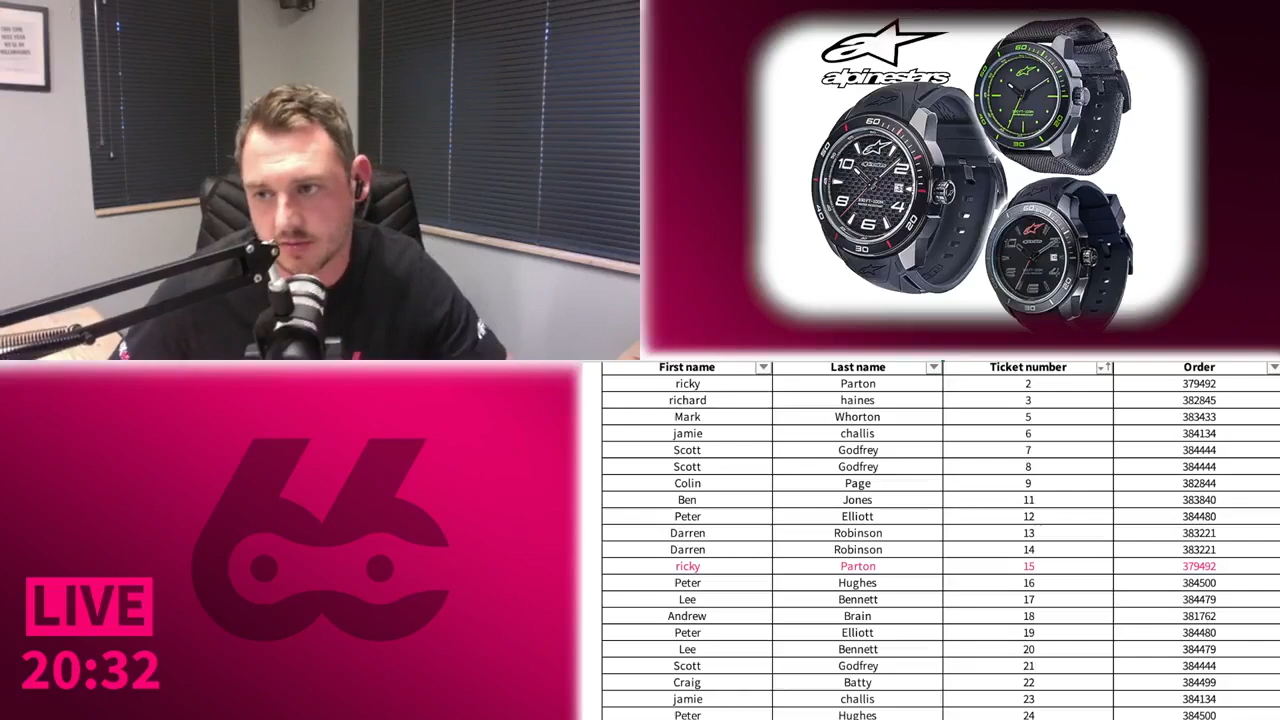 alpinestars
First name Last name Ticket number Order
ricky Parton 2 379492
richard haines 3 382845
Mark Whorton 5 383433
jamie challis 6 384134
Scott Godfrey 7 384444
Scott Godfrey 8 384444
Colin Page 9 382844
Ben Jones 11 383840
Peter Elliott 12 384480
Darren Robinson 13 383221
Darren Robinson 14 383221
ricky Parton 15 379492
Peter Hughes 16 384500
Lee Bennett 17 384479
Andrew Brain 18 381762
Peter Elliott 19 384480
Lee Bennett 20 384479
Scott Godfrey 21 384444
Craig Batty 22 384499
jamie challis 23 384134
Peter Hughes 24 384500
66
LIVE
20:32